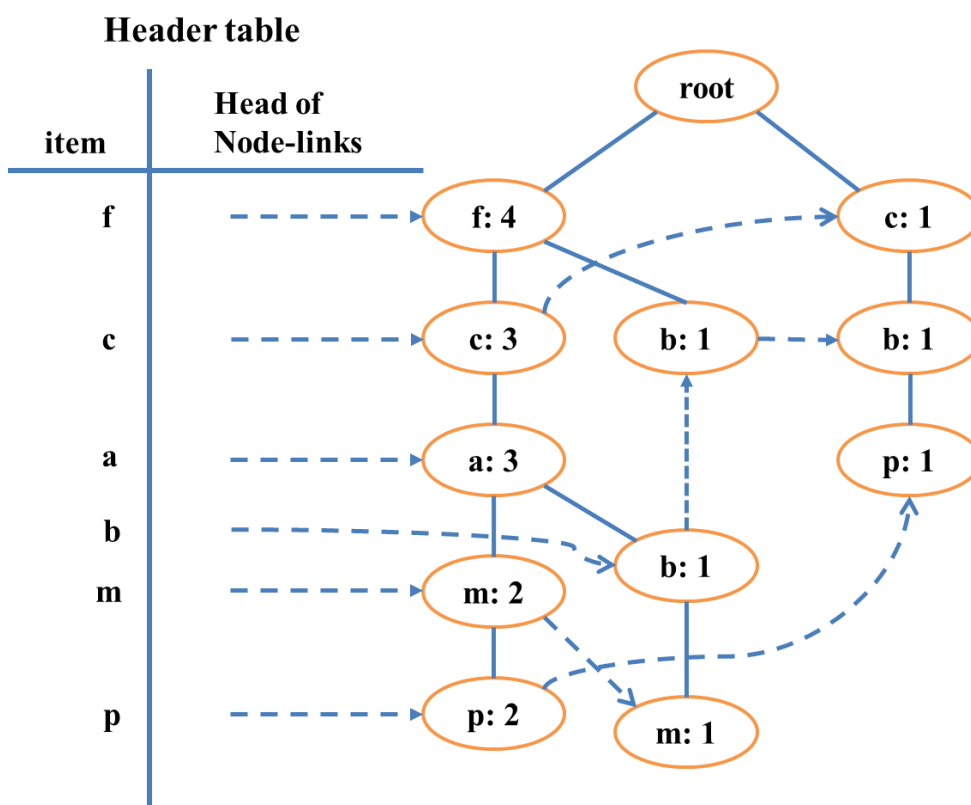 Header table
item
Head of
Node-links
root
f
f: 4
c: 1
c
c: 3
b: 1
b: 1
a
a: 3
p: 1
b
b: 1
m
m: 2
p
p: 2
m: 1